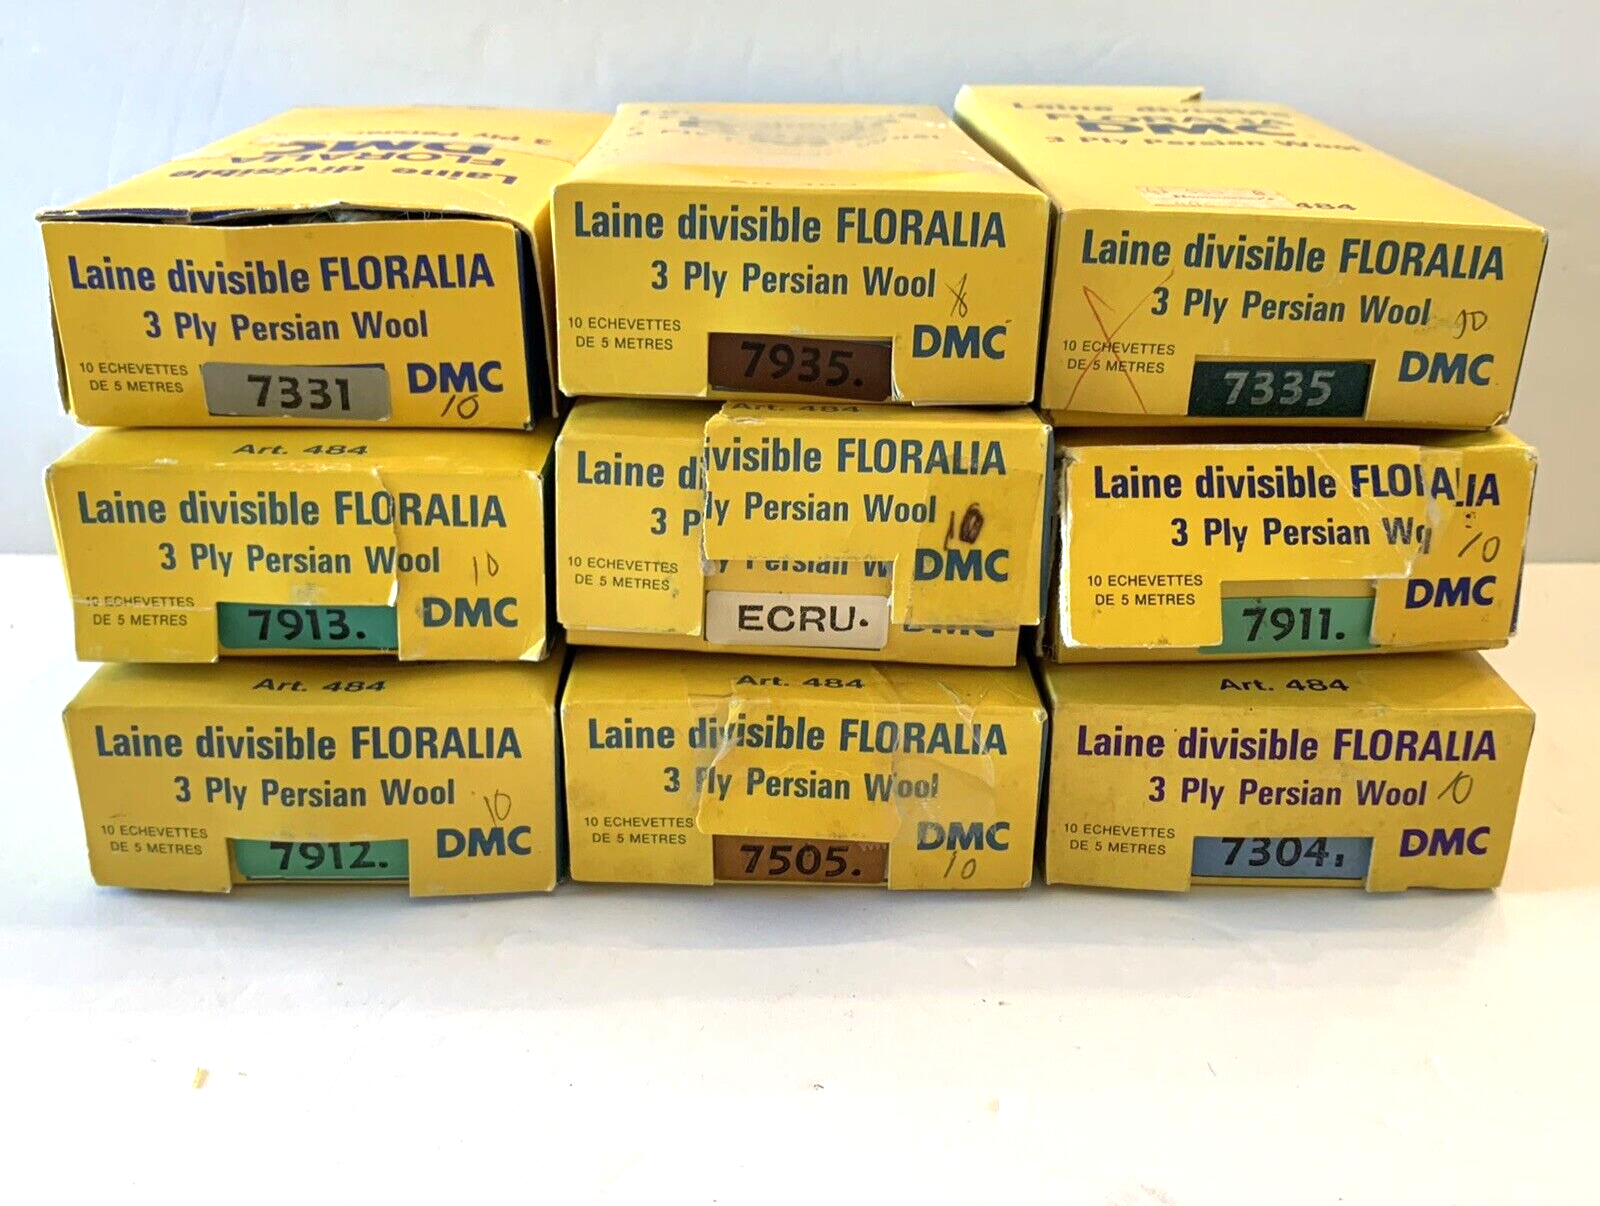 Laine divisible
FLORALIA
DMC
3 Ply Persian
Laine divisible FLORALIA
3 Ply Persian Wool
10 ECHEVETTES
DE 5 METRES
7331
DMC
10
Laine divisible FLORALIA
3 Ply Persian Wool
8
10 ECHEVETTES
DE 5 METRES
7935.
DMC
Laine divisible
FLORALIA
DMC
3 Ply Persian Wool
484
Laine divisible FLORALIA
3 Ply Persian Wool
10
10 ECHEVETTES
DE 5 METRES
7335
DMC
Art. 484
Laine divisible FLORALIA
3 Ply Persian Wool
10
10 ECHEVETTES
DE 5 METRES
7913.
DMC
Art. 484
Laine divisible FLORALIA
3 Ply Persian Wool
10
10 ECHEVETTES
DE 5 METRES
DMC
ly Persian W
ECRU.
DMC
Laine divisible FLORALIA
3 Ply Persian Wo
10
10 ECHEVETTES
DE 5 METRES
7911.
DMC
Art. 484
Laine divisible FLORALIA
3 Ply Persian Wool
10
10 ECHEVETTES
DE 5 METRES
7912.
DMC
Art. 484
Laine divisible FLORALIA
3 Ply Persian Wool
10 ECHEVETTES
DE 5 METRES
7505.
DMC
10
Art. 484
Laine divisible FLORALIA
3 Ply Persian Wool
10
10 ECHEVETTES
DE 5 METRES
7304.
DMC